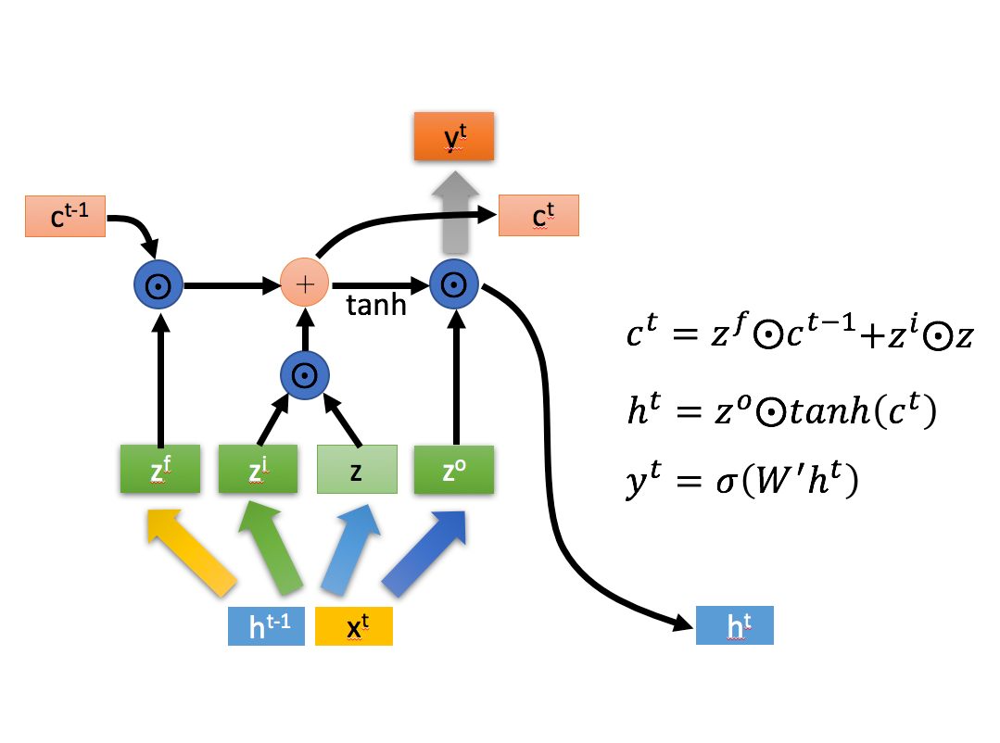 yᵗ
cᵗ⁻¹
cᵗ
⊙
+
⊙
tanh
⊙
cᵗ = zᶠ⊙cᵗ⁻¹+zⁱ⊙z
hᵗ = zᵒ⊙tanh(cᵗ)
yᵗ = σ(W′hᵗ)
zᶠ
zⁱ
z
zᵒ
hᵗ⁻¹
xᵗ
hᵗ